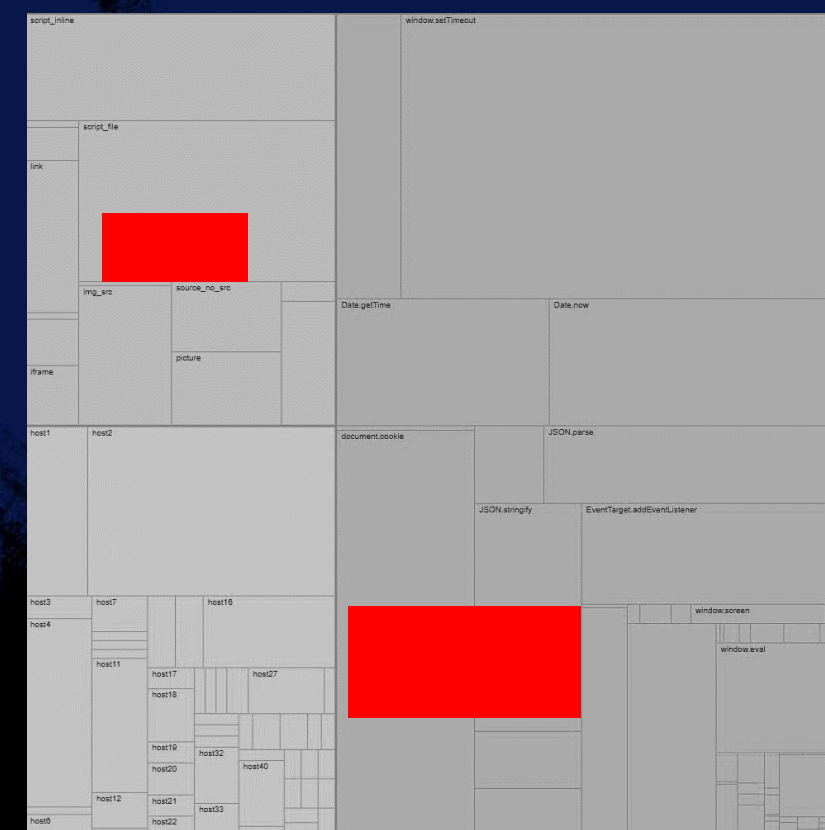 script_inline
window.setTimeout
script_file
link
img_src
source_no_src
Date.getTime
Date.now
picture
iframe
host1
host2
document.cookie
JSON.parse
JSON.stringify
EventTarget.addEventListener
host3
host7
host16
window.screen
host4
window.eval
host11
host17
host27
host18
host19
host32
host20
host40
host12
host21
host33
host6
host22